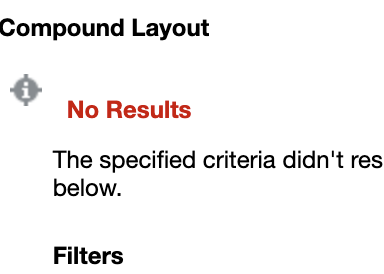 Compound Layout
No Results
The specified criteria didn't res
below.
Filters